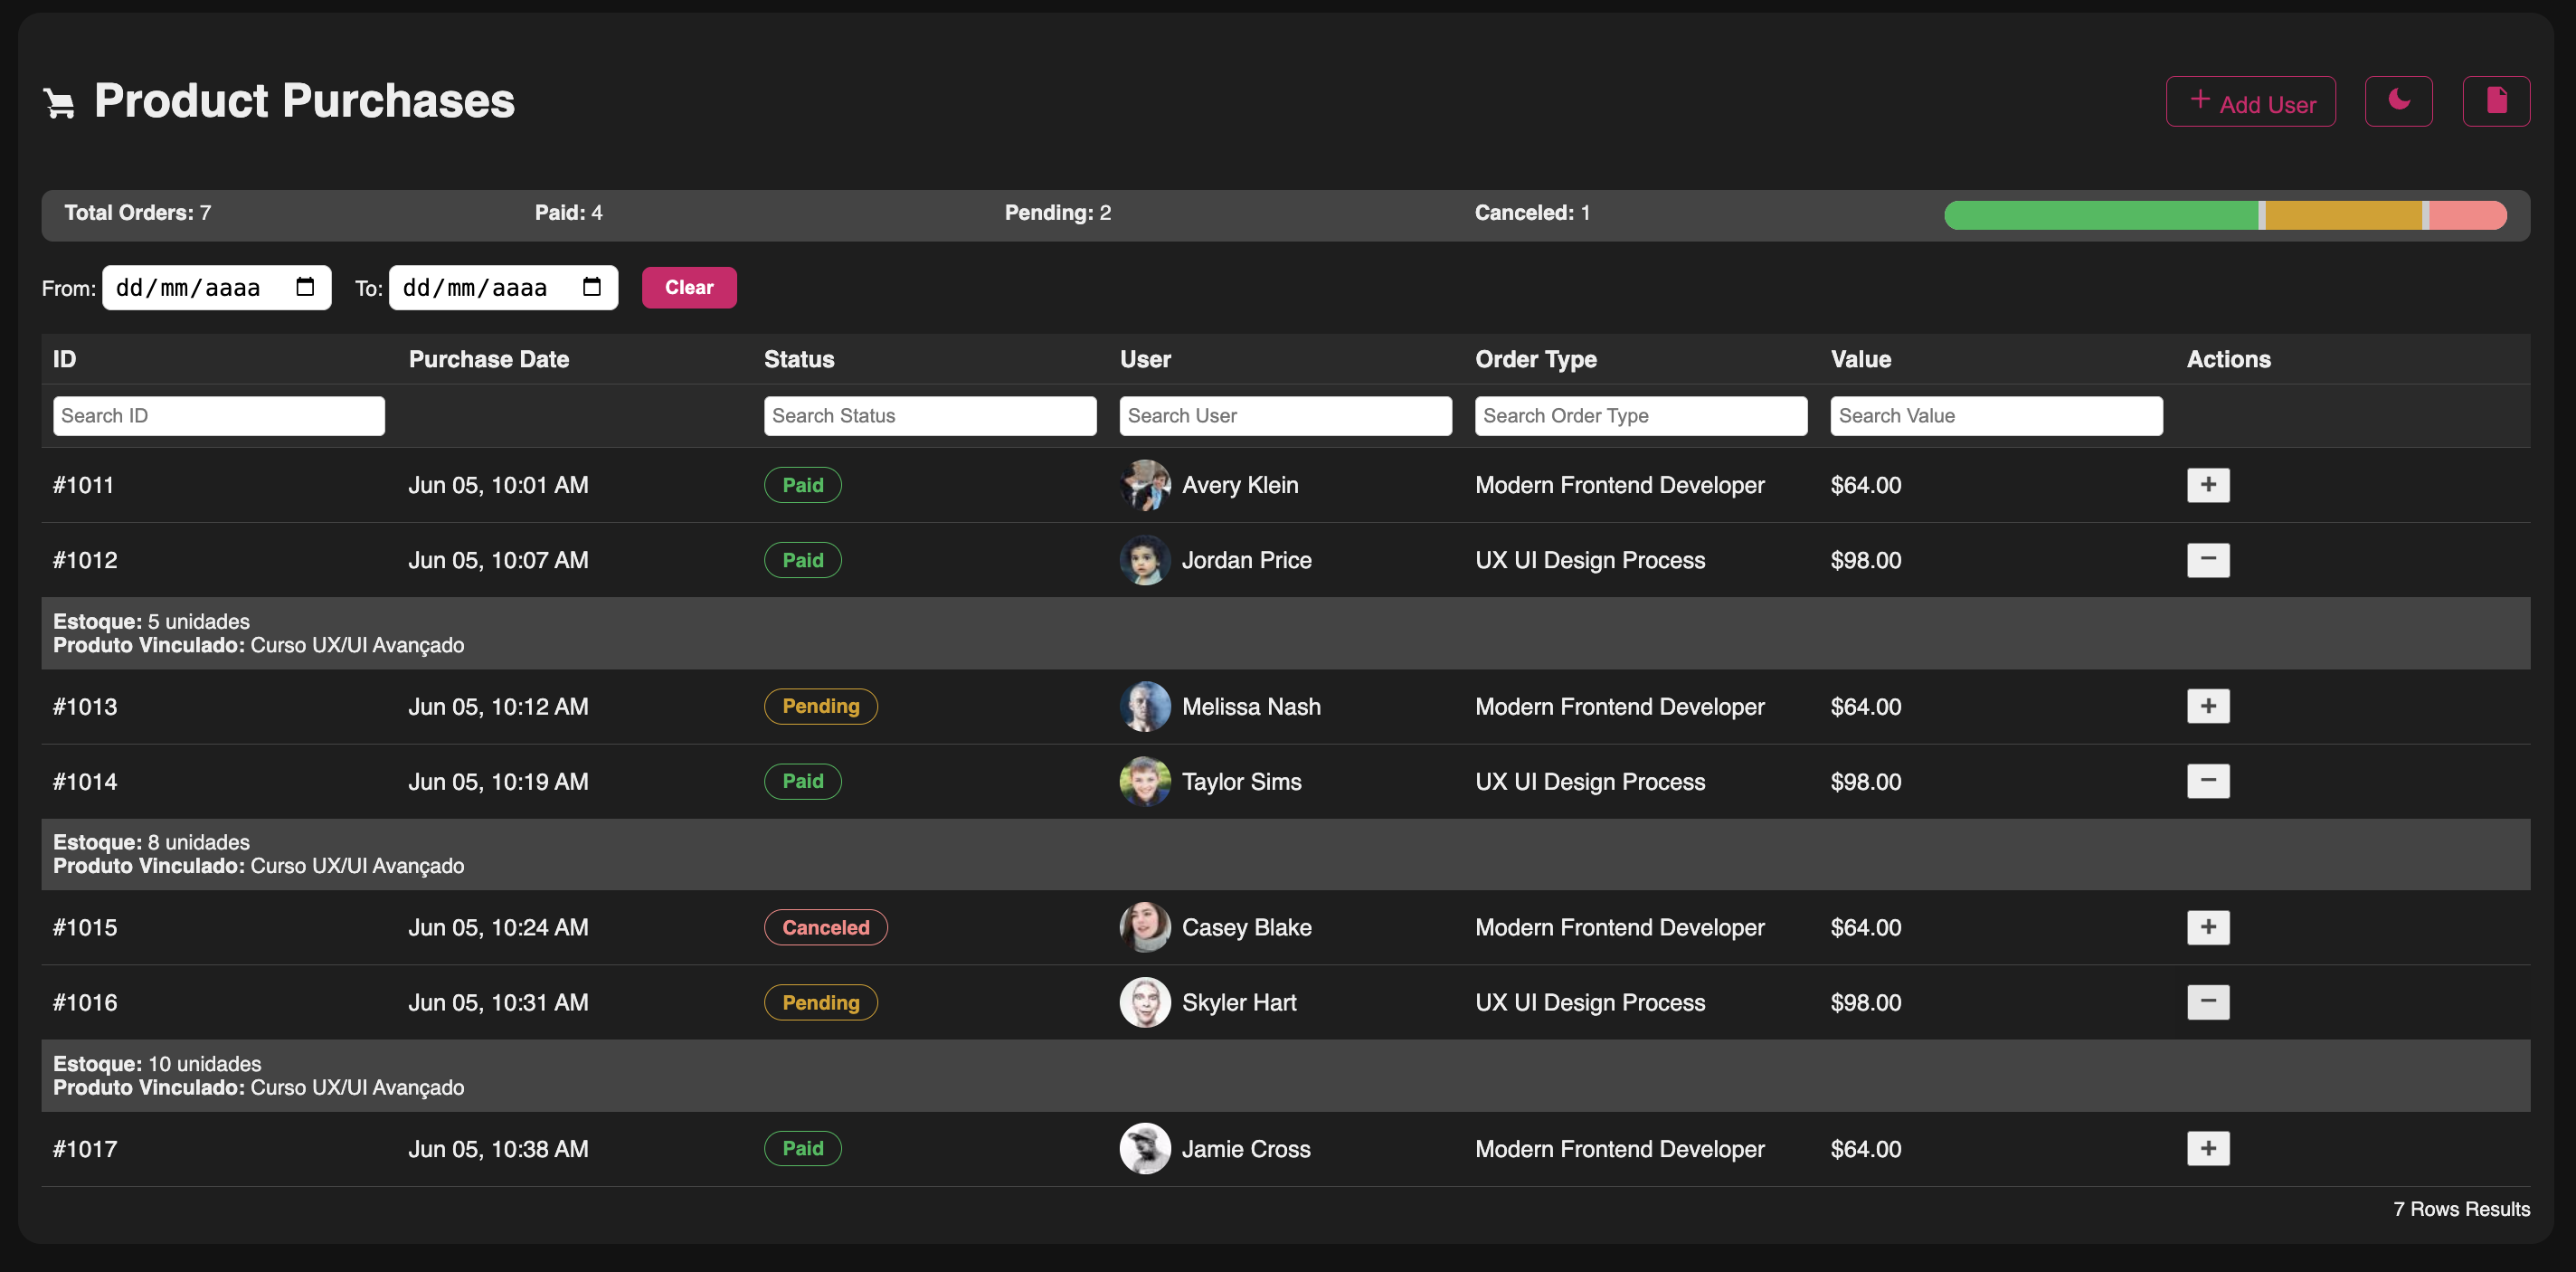 Product Purchases
Add User
Total Orders: 7 Paid: 4 Pending: 2 Canceled: 1
From: dd/mm/aaaa To: dd/mm/aaaa Clear
ID Purchase Date Status User Order Type Value Actions
Search ID Search Status Search User Search Order Type Search Value
#1011 Jun 05, 10:01 AM Paid Avery Klein Modern Frontend Developer $64.00 +
#1012 Jun 05, 10:07 AM Paid Jordan Price UX UI Design Process $98.00 −
Estoque: 5 unidades
Produto Vinculado: Curso UX/UI Avançado
#1013 Jun 05, 10:12 AM Pending Melissa Nash Modern Frontend Developer $64.00 +
#1014 Jun 05, 10:19 AM Paid Taylor Sims UX UI Design Process $98.00 −
Estoque: 8 unidades
Produto Vinculado: Curso UX/UI Avançado
#1015 Jun 05, 10:24 AM Canceled Casey Blake Modern Frontend Developer $64.00 +
#1016 Jun 05, 10:31 AM Pending Skyler Hart UX UI Design Process $98.00 −
Estoque: 10 unidades
Produto Vinculado: Curso UX/UI Avançado
#1017 Jun 05, 10:38 AM Paid Jamie Cross Modern Frontend Developer $64.00 +
7 Rows Results